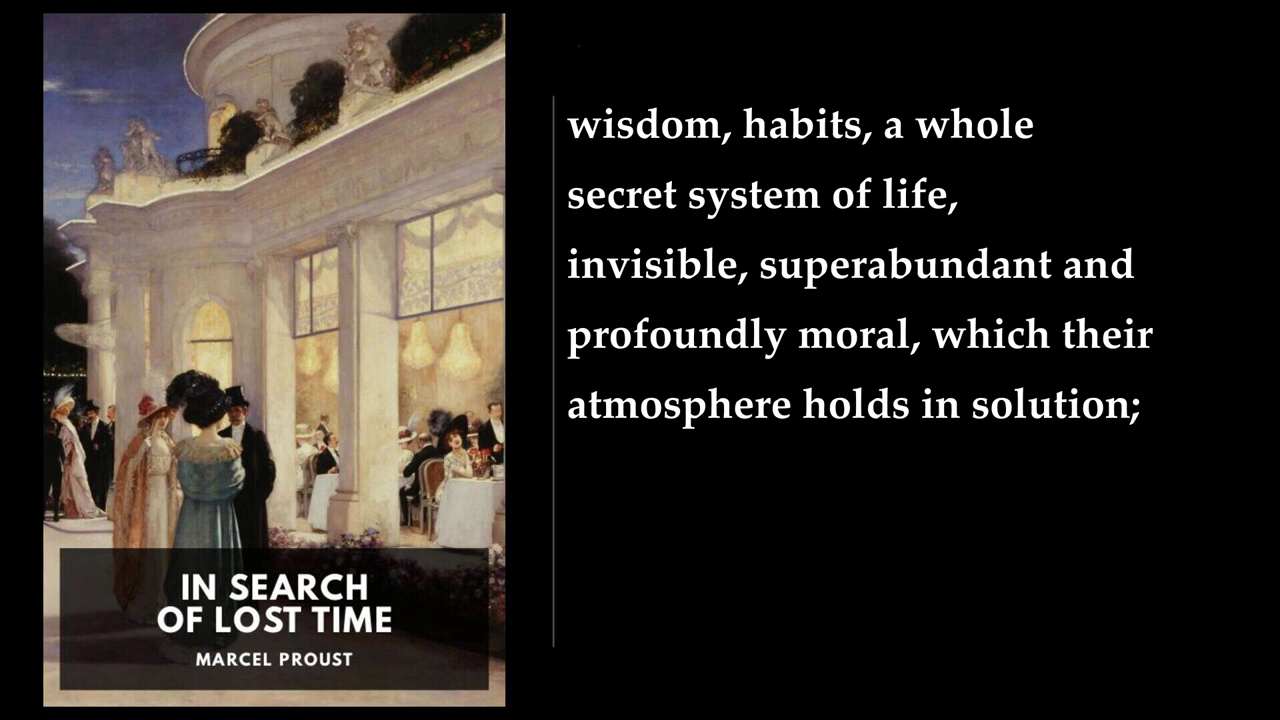 IN SEARCH
OF LOST TIME
MARCEL PROUST
wisdom, habits, a whole
secret system of life,
invisible, superabundant and
profoundly moral, which their
atmosphere holds in solution;